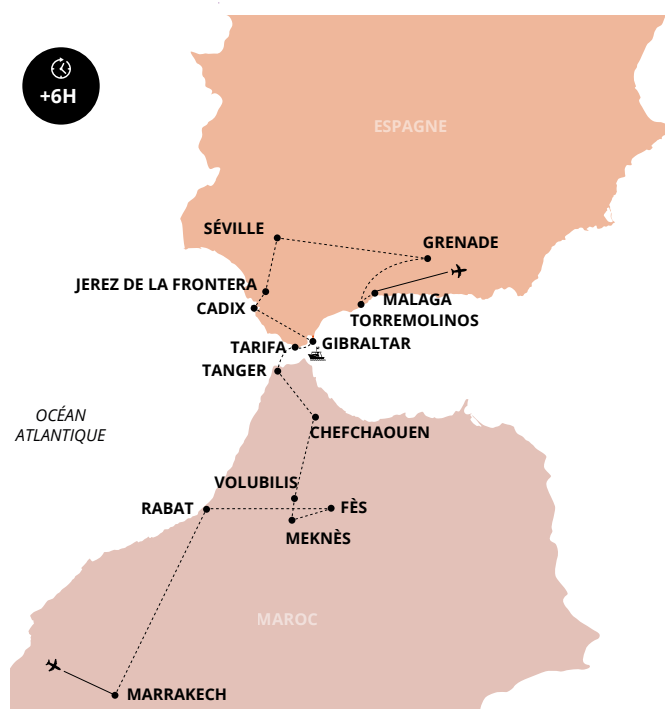 +6H
ESPAGNE
SÉVILLE
GRENADE
JEREZ DE LA FRONTERA
MALAGA
CADIX
TORREMOLINOS
TARIFA
GIBRALTAR
TANGER
OCÉAN
ATLANTIQUE
CHEFCHAOUEN
VOLUBILIS
RABAT
FÈS
MEKNÈS
MAROC
MARRAKECH